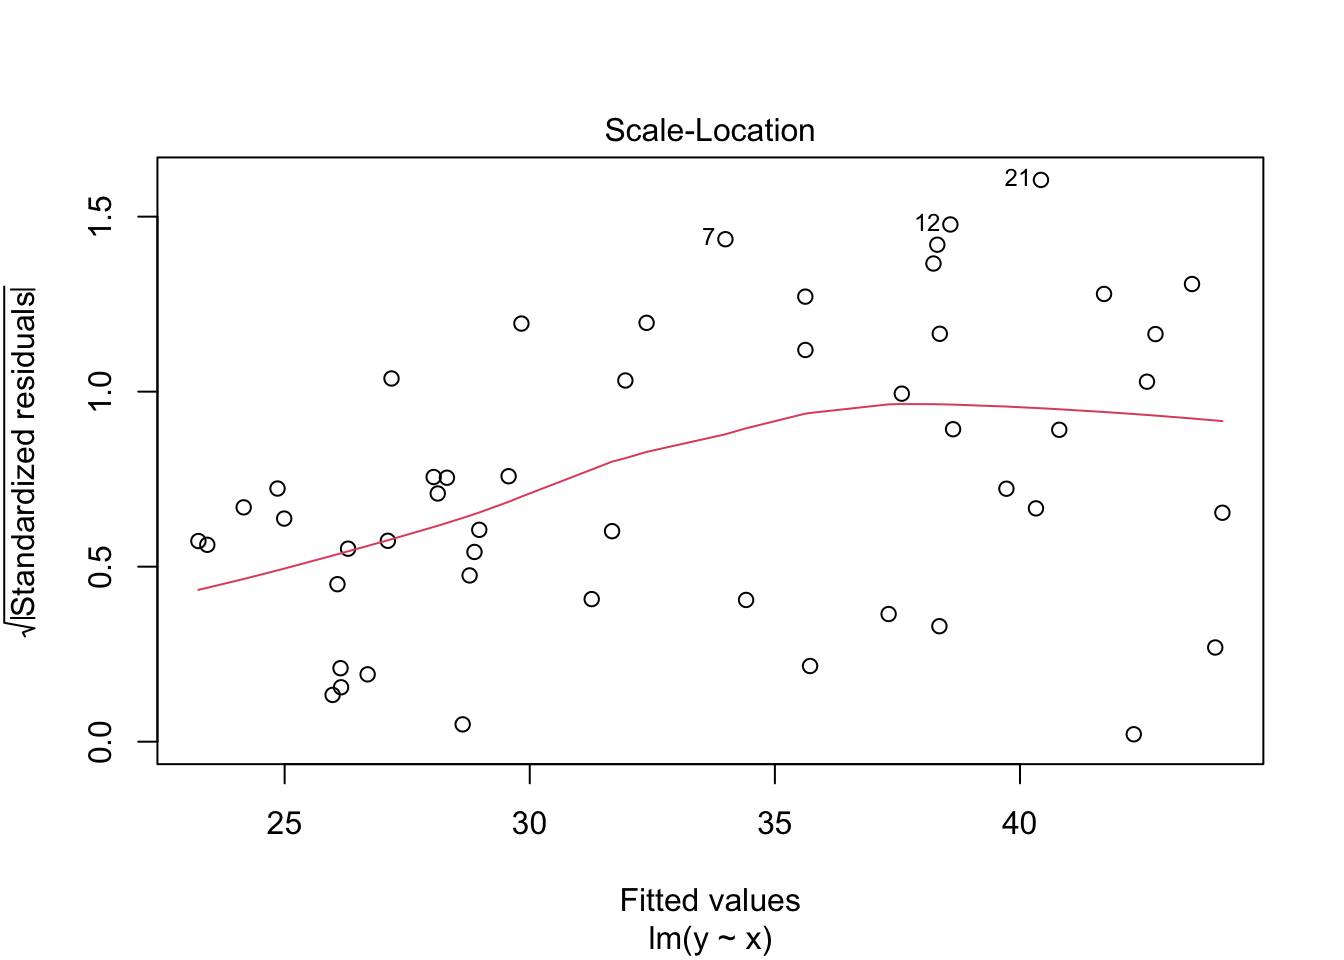 Scale-Location
√|Standardized residuals|
1.5
1.0
0.5
0.0
21
12
7
25 30 35 40
Fitted values
lm(y ~ x)